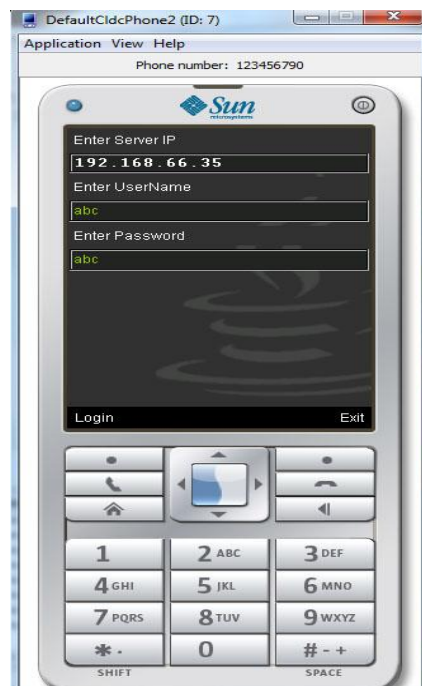 DefaultCldcPhone2 (ID: 7)
Application View Help
Phone number: 123456790
Sun
microsystems
Enter Server IP
192.168.66.35
Enter UserName
abc
Enter Password
abc
Login Exit
1 2 ABC 3 DEF
4 GHI 5 JKL 6 MNO
7 PQRS 8 TUV 9 WXYZ
* . 0 # - +
SHIFT SPACE